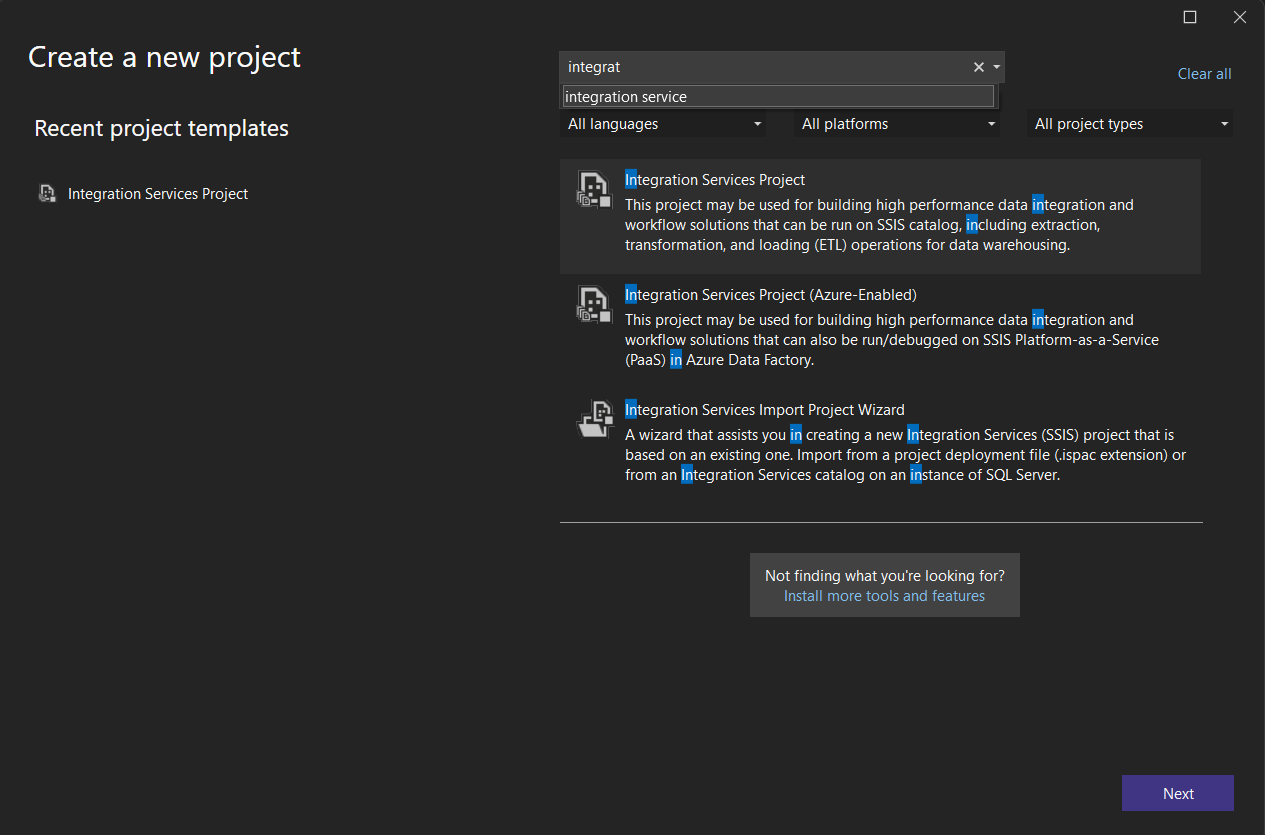 Create a new project
Recent project templates
Integration Services Project
integrat
integration service
Clear all
All languages
All platforms
All project types
Integration Services Project
This project may be used for building high performance data integration and
workflow solutions that can be run on SSIS catalog, including extraction,
transformation, and loading (ETL) operations for data warehousing.
Integration Services Project (Azure-Enabled)
This project may be used for building high performance data integration and
workflow solutions that can also be run/debugged on SSIS Platform-as-a-Service
(PaaS) in Azure Data Factory.
Integration Services Import Project Wizard
A wizard that assists you in creating a new Integration Services (SSIS) project that is
based on an existing one. Import from a project deployment file (.ispac extension) or
from an Integration Services catalog on an instance of SQL Server.
Not finding what you're looking for?
Install more tools and features
Next